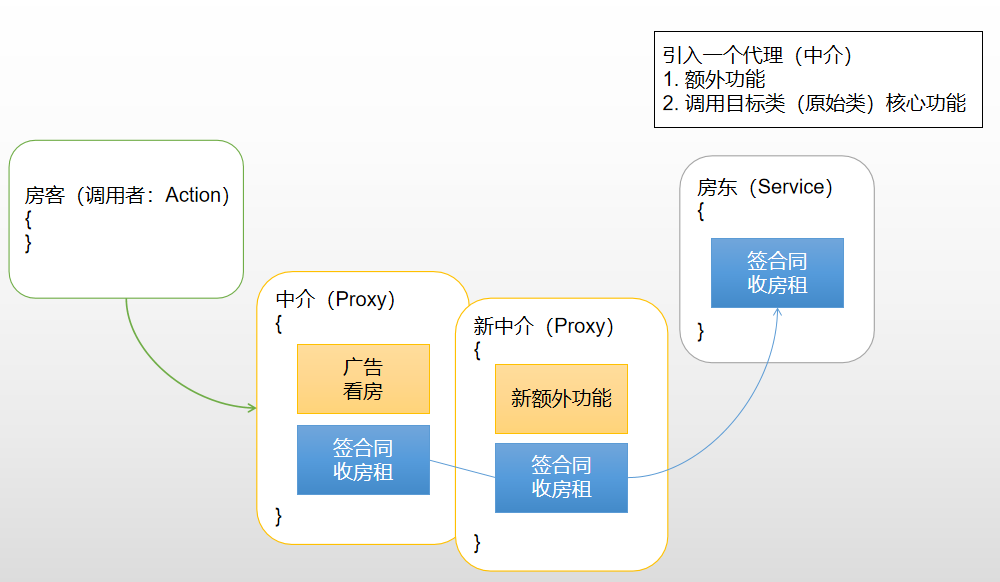 引入一个代理（中介）
1. 额外功能
2. 调用目标类（原始类）核心功能
房客（调用者：Action）
{
}
中介（Proxy）
{
广告
看房
签合同
收房租
}
新中介（Proxy）
{
新额外功能
签合同
收房租
}
房东（Service）
{
签合同
收房租
}